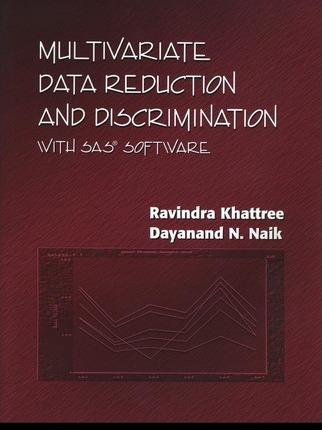 MULTIVARIATE
DATA REDUCTION
AND DISCRIMINATION
WITH SAS® SOFTWARE
Ravindra Khattree
Dayanand N. Naik